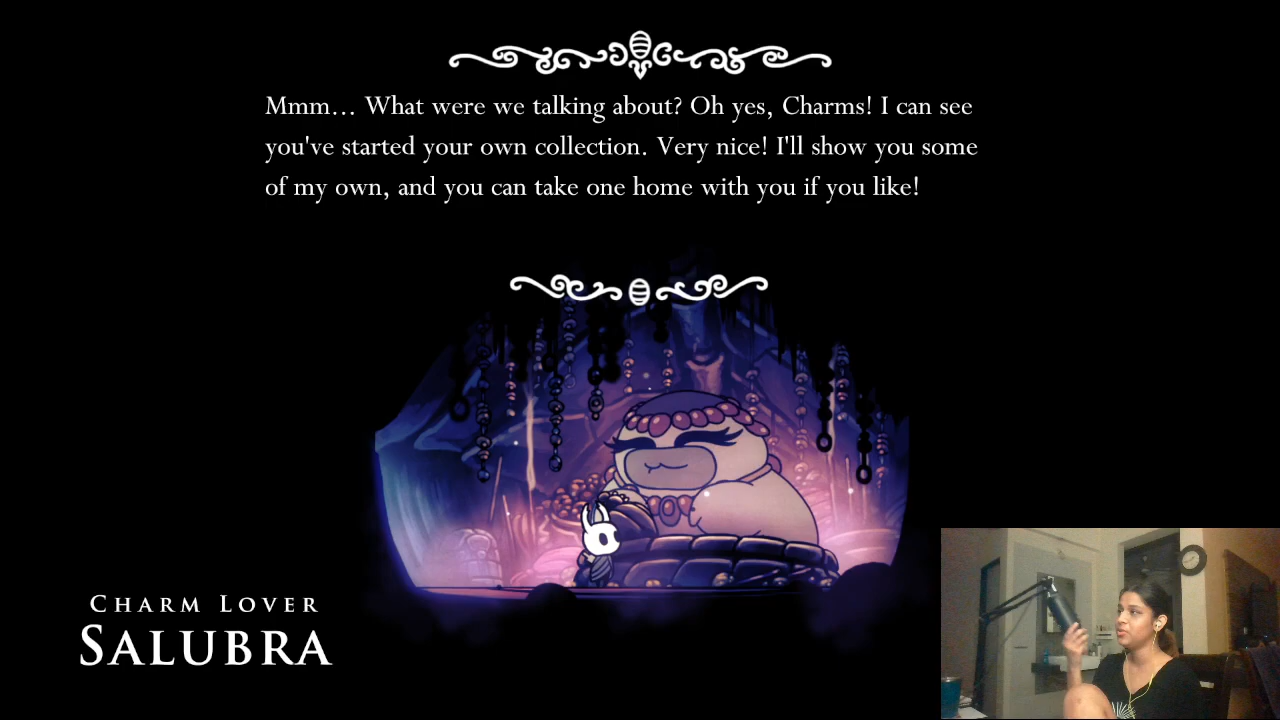 Mmm... What were we talking about? Oh yes, Charms! I can see
you've started your own collection. Very nice! I'll show you some
of my own, and you can take one home with you if you like!
Charm Lover
Salubra